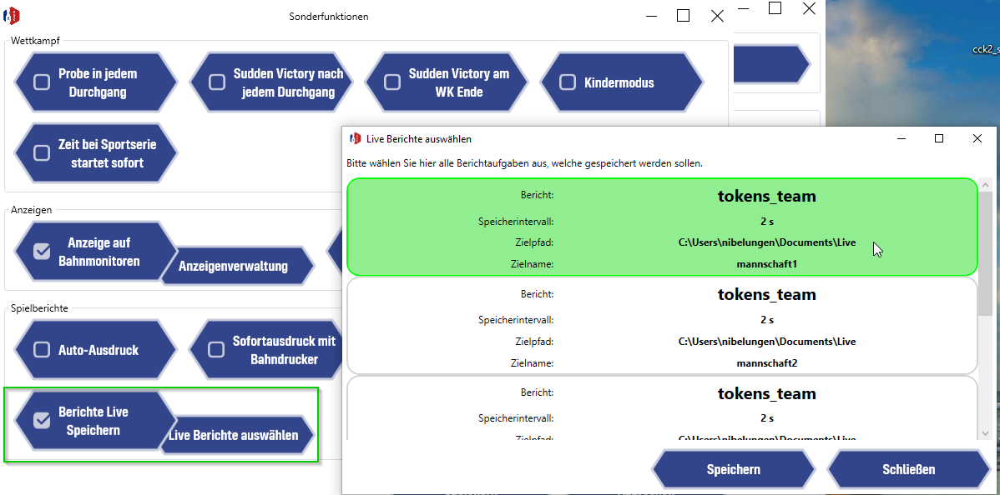 Sonderfunktionen
cck2_s
Wettkampf
Probe in jedem
Durchgang
Sudden Victory nach
jedem Durchgang
Sudden Victory am
WK Ende
Kindermodus
Zeit bei Sportserie
startet sofort
Anzeigen
Anzeige auf
Bahnmonitoren
Anzeigenverwaltung
Spielberichte
Auto-Ausdruck
Sofortausdruck mit
Bahndrucker
Berichte Live
Speichern
Live Berichte auswählen
Live Berichte auswählen
Bitte wählen Sie hier alle Berichtaufgaben aus, welche gespeichert werden sollen.
Bericht: tokens_team
Speicherintervall: 2 s
Zielpfad: C:\Users\nibelungen\Documents\Live
Zielname: mannschaft1
Bericht: tokens_team
Speicherintervall: 2 s
Zielpfad: C:\Users\nibelungen\Documents\Live
Zielname: mannschaft2
Bericht: tokens_team
Speicherintervall: 2 s
Zielpfad: C:\Users\nibelungen\Documents\Live
Speichern
Schließen